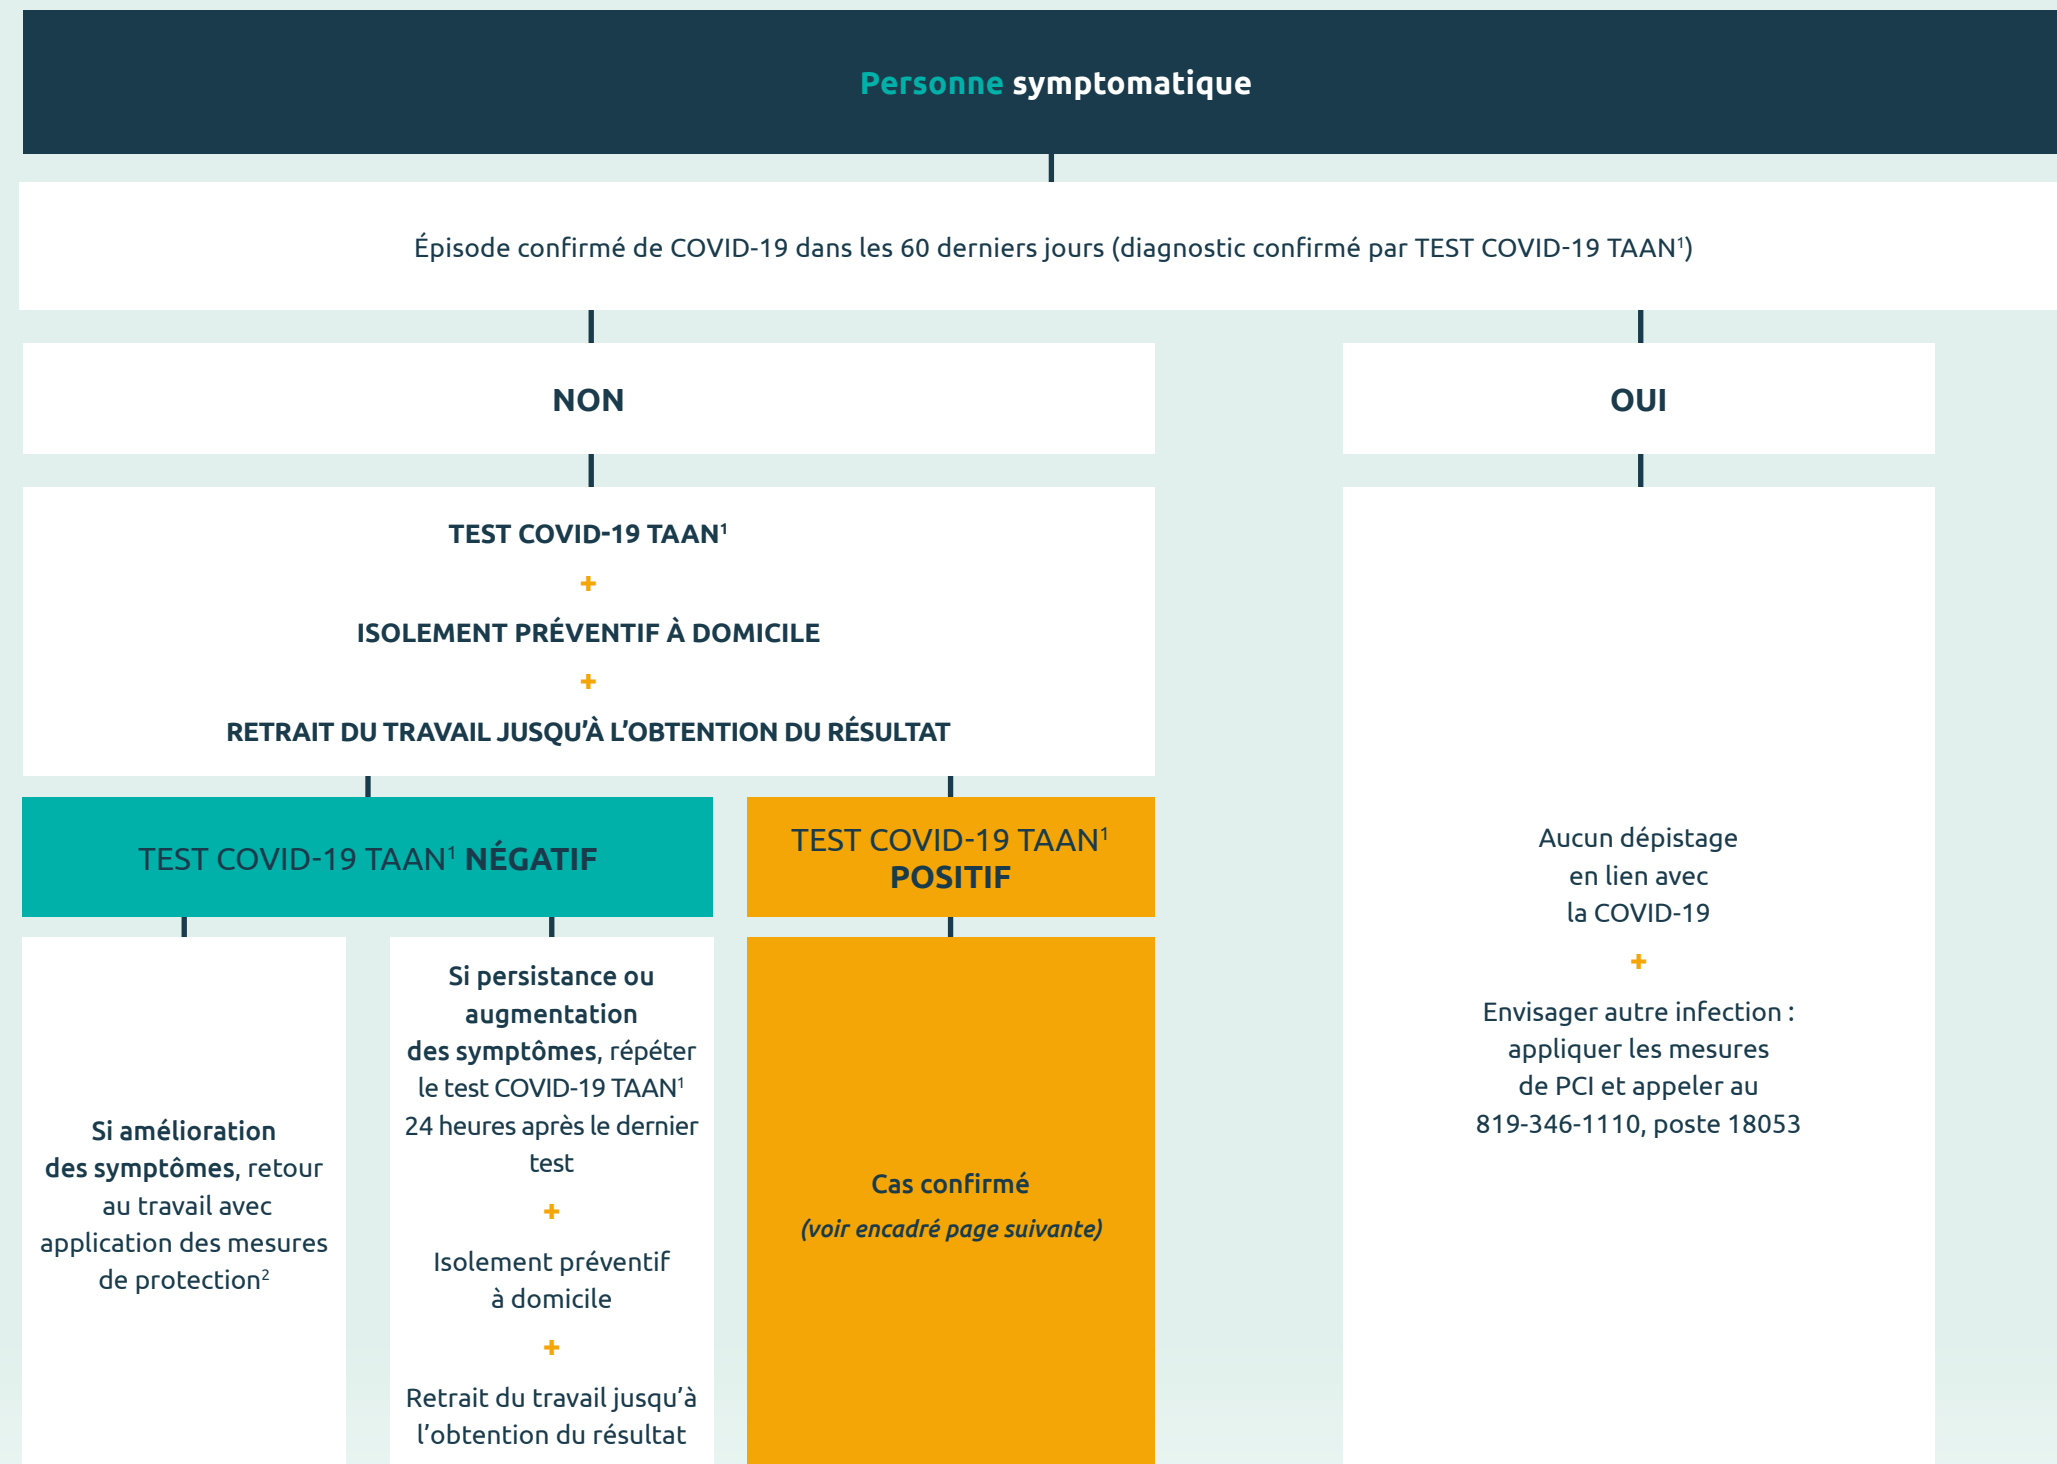 Personne symptomatique
Épisode confirmé de COVID-19 dans les 60 derniers jours (diagnostic confirmé par TEST COVID-19 TAAN¹)
NON
TEST COVID-19 TAAN¹
+
ISOLEMENT PRÉVENTIF À DOMICILE
+
RETRAIT DU TRAVAIL JUSQU’À L’OBTENTION DU RÉSULTAT
TEST COVID-19 TAAN¹ NÉGATIF
Si amélioration
des symptômes, retour
au travail avec
application des mesures
de protection²
Si persistance ou
augmentation
des symptômes, répéter
le test COVID-19 TAAN¹
24 heures après le dernier
test
+
Isolement préventif
à domicile
+
Retrait du travail jusqu’à
l’obtention du résultat
TEST COVID-19 TAAN¹
POSITIF
Cas confirmé
(voir encadré page suivante)
OUI
Aucun dépistage
en lien avec
la COVID-19
+
Envisager autre infection :
appliquer les mesures
de PCI et appeler au
819-346-1110, poste 18053